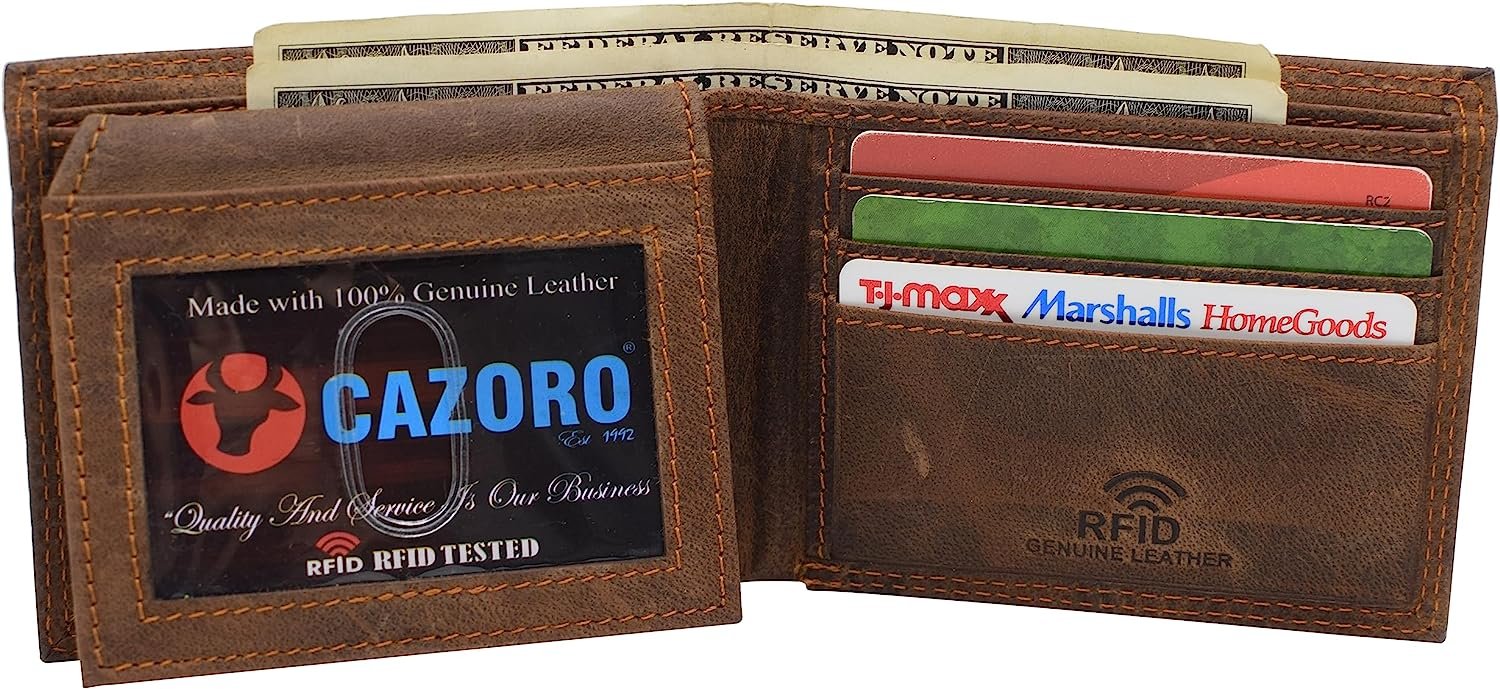 FEDERAL RESERVE NOTE
FEDERAL RESERVE NOTE
RC2
T·J·maxx Marshalls HomeGoods
Made with 100% Genuine Leather
CAZORO®
Est 1992
"Quality And Service Is Our Business
RFID RFID TESTED
RFID
GENUINE LEATHER